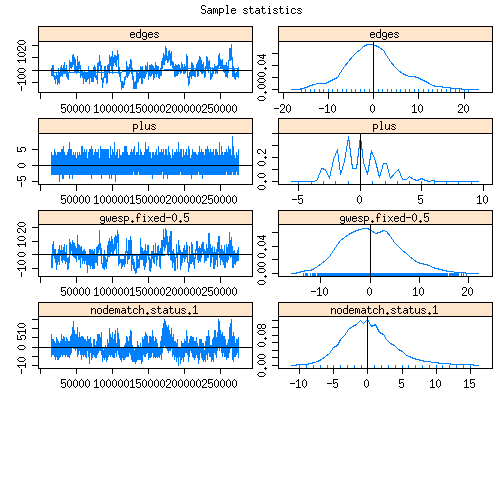 Sample statistics
edges
edges
-100 1020
0.000.04
50000 100000 150000 200000 250000
-20 -10 0 10 20
plus
plus
-5 0 5
0.0 0.2
50000 100000 150000 200000 250000
-5 0 5 10
gwesp.fixed-0.5
gwesp.fixed-0.5
-10 0 1020
0.00 0.04
50000 100000 150000 200000 250000
-10 0 10 20
nodematch.status.1
nodematch.status.1
-10 0 510
0.00 0.08
50000 100000 150000 200000 250000
-10 -5 0 5 10 15